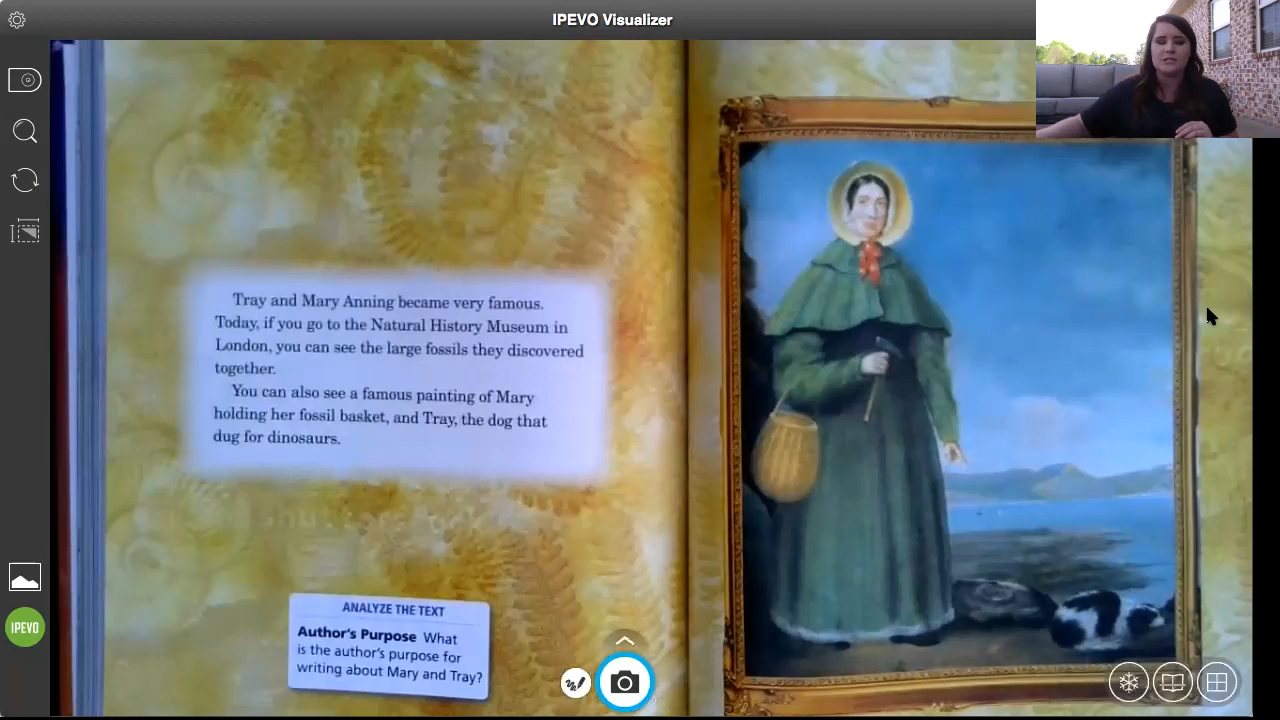 IPEVO Visualizer
Tray and Mary Anning became very famous.
Today, if you go to the Natural History Museum in
London, you can see the large fossils they discovered
together.
You can also see a famous painting of Mary
holding her fossil basket, and Tray, the dog that
dug for dinosaurs.
ANALYZE THE TEXT
Author's Purpose What
is the author's purpose for
writing about Mary and Tray?
IPEVO